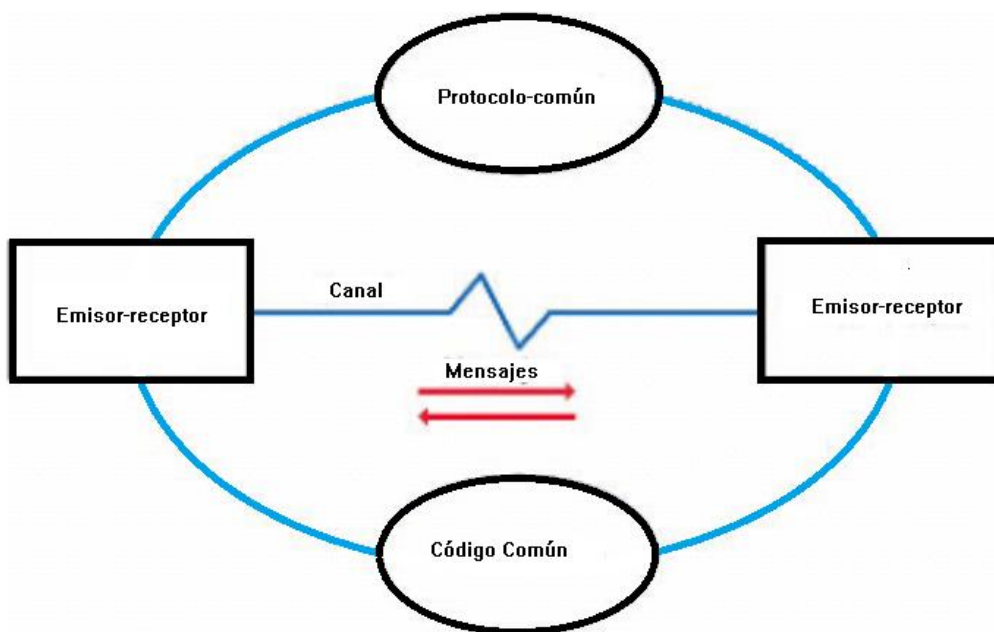 Protocolo-común
Emisor-receptor
Canal
Emisor-receptor
Mensajes
Código Común